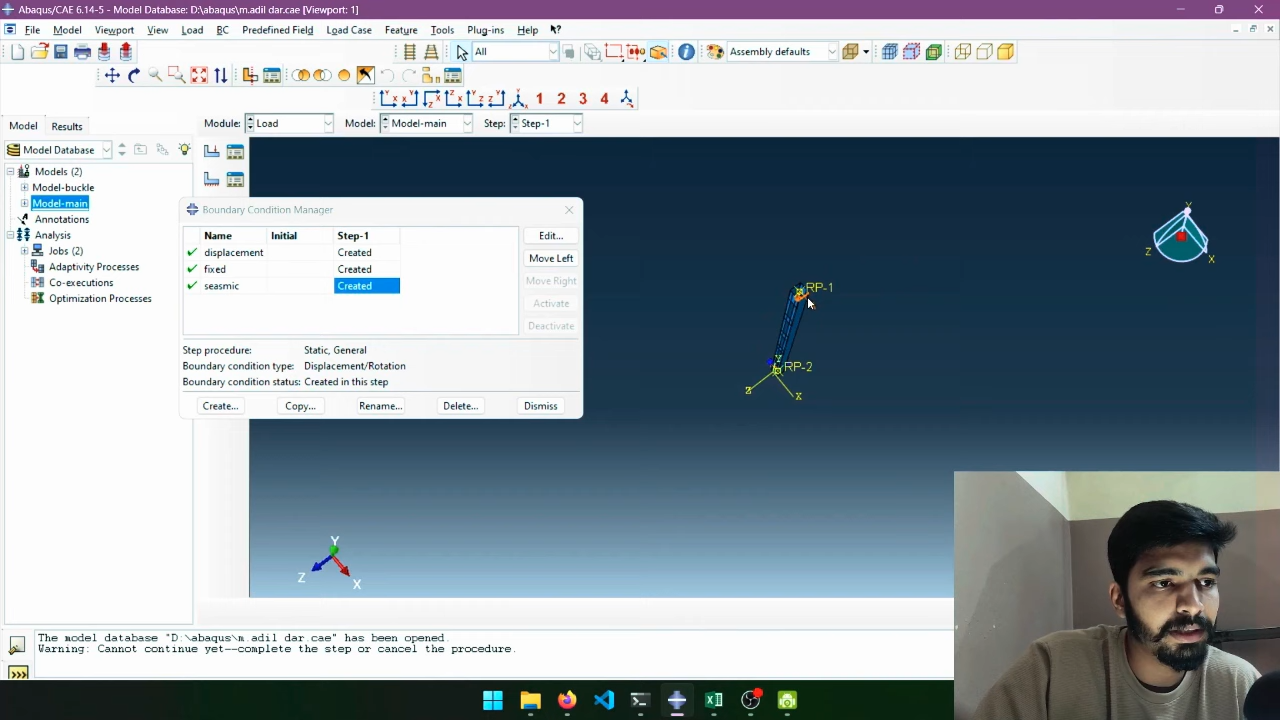 Abaqus/CAE 6.14-5 - Model Database: D:\abaqus\m.adil dar.cae [Viewport: 1]
File Model Viewport View Load BC Predefined Field Load Case Feature Tools Plug-ins Help
All
Assembly defaults
1 2 3 4
Model Results
Module: Load Model: Model-main Step: Step-1
Model Database
Models (2)
Model-buckle
Model-main
Annotations
Analysis
Jobs (2)
Adaptivity Processes
Co-executions
Optimization Processes
Boundary Condition Manager
Name Initial Step-1
displacement Created
fixed Created
seasmic Created
Edit...
Move Left
Move Right
Activate
Deactivate
Step procedure: Static, General
Boundary condition type: Displacement/Rotation
Boundary condition status: Created in this step
Create... Copy... Rename... Delete... Dismiss
RP-1
RP-2
Y
Z X
Y
Z X
Y
Z X
The model database "D:\abaqus\m.adil dar.cae" has been opened.
Warning: Cannot continue yet--complete the step or cancel the procedure.